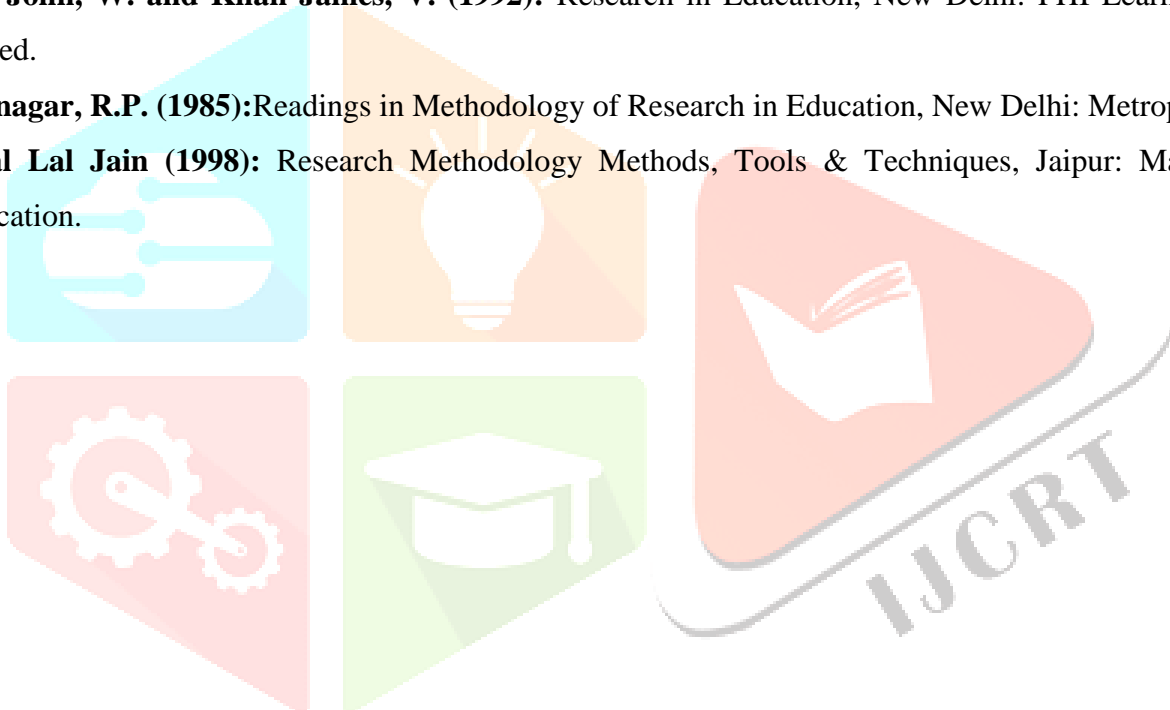 John, W. and Khan James, V. (1992): Research in Education, New Delhi: PHI Learn
ed.
nagar, R.P. (1985):Readings in Methodology of Research in Education, New Delhi: Metrop
al Lal Jain (1998): Research Methodology Methods, Tools & Techniques, Jaipur: Ma
cation.
IJCRT